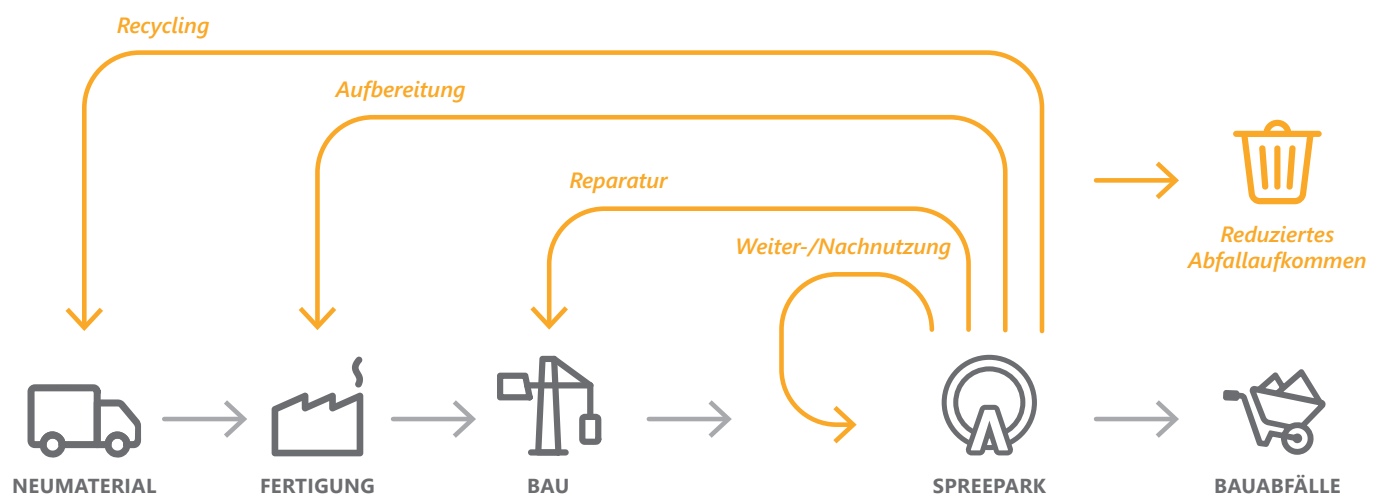 Recycling
Aufbereitung
Reparatur
Weiter-/Nachnutzung
Reduziertes
Abfallaufkommen
NEUMATERIAL
FERTIGUNG
BAU
SPREEPARK
BAUABFÄLLE